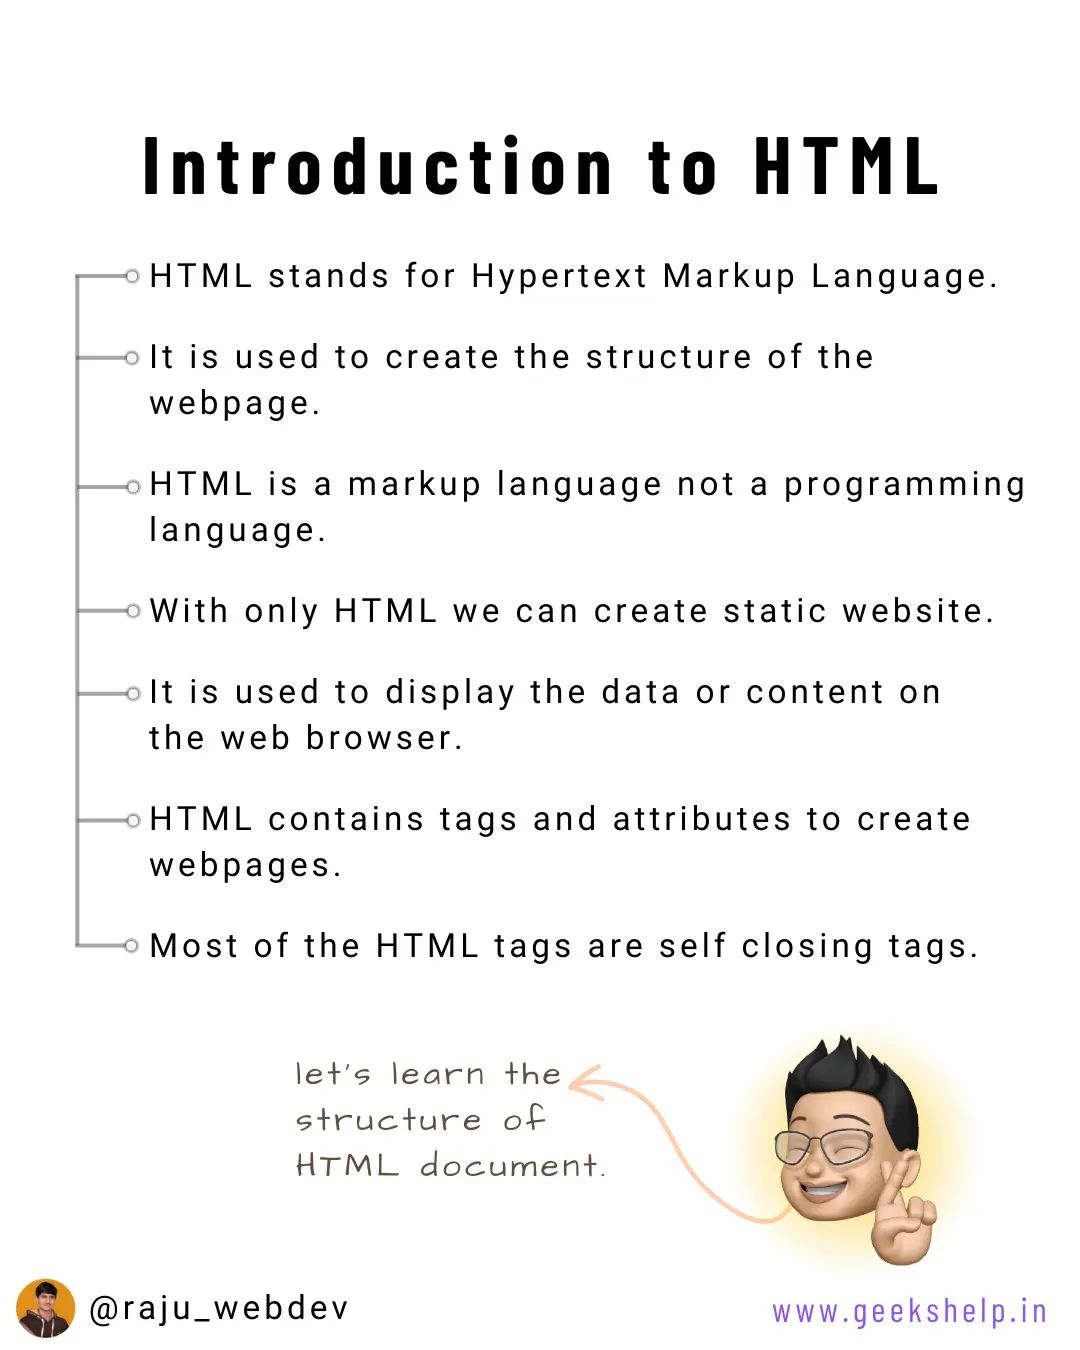 Introduction to HTML
HTML stands for Hypertext Markup Language.
It is used to create the structure of the
webpage.
HTML is a markup language not a programming
language.
With only HTML we can create static website.
It is used to display the data or content on
the web browser.
HTML contains tags and attributes to create
webpages.
Most of the HTML tags are self closing tags.
let's learn the
structure of
HTML document.
@raju_webdev
www.geekshelp.in